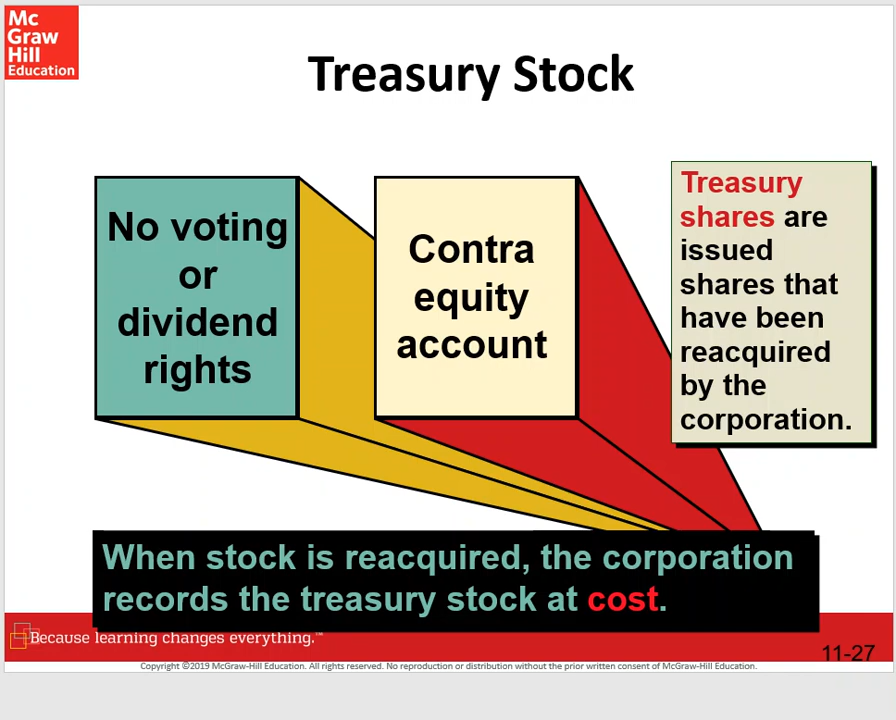 Mc
Graw
Hill
Education
Treasury Stock
No voting
or
dividend
rights
Contra
equity
account
Treasury
shares are
issued
shares that
have been
reacquired
by the
corporation.
When stock is reacquired, the corporation
records the treasury stock at cost.
Because learning changes everything.™
11-27
Copyright ©2019 McGraw-Hill Education. All rights reserved. No reproduction or distribution without the prior written consent of McGraw-Hill Education.